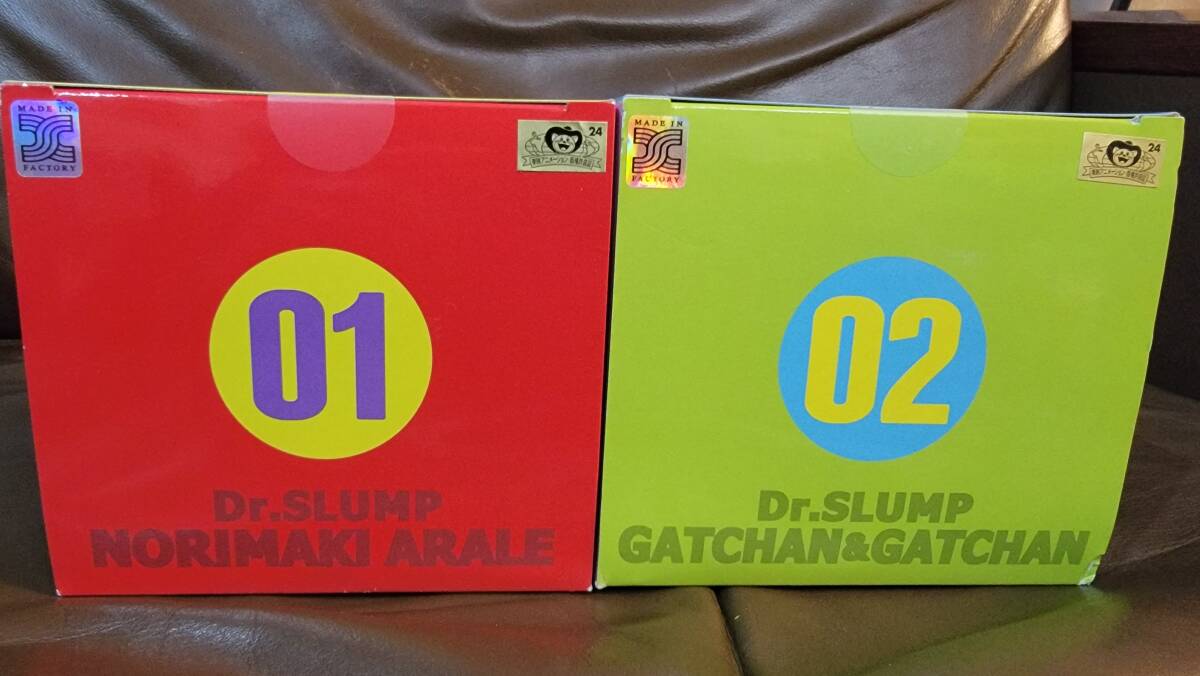 MADE IN
FACTORY
24
01
Dr.SLUMP
NORIMAKI ARALE
MADE IN
FACTORY
24
02
Dr.SLUMP
GATCHAN&GATCHAN